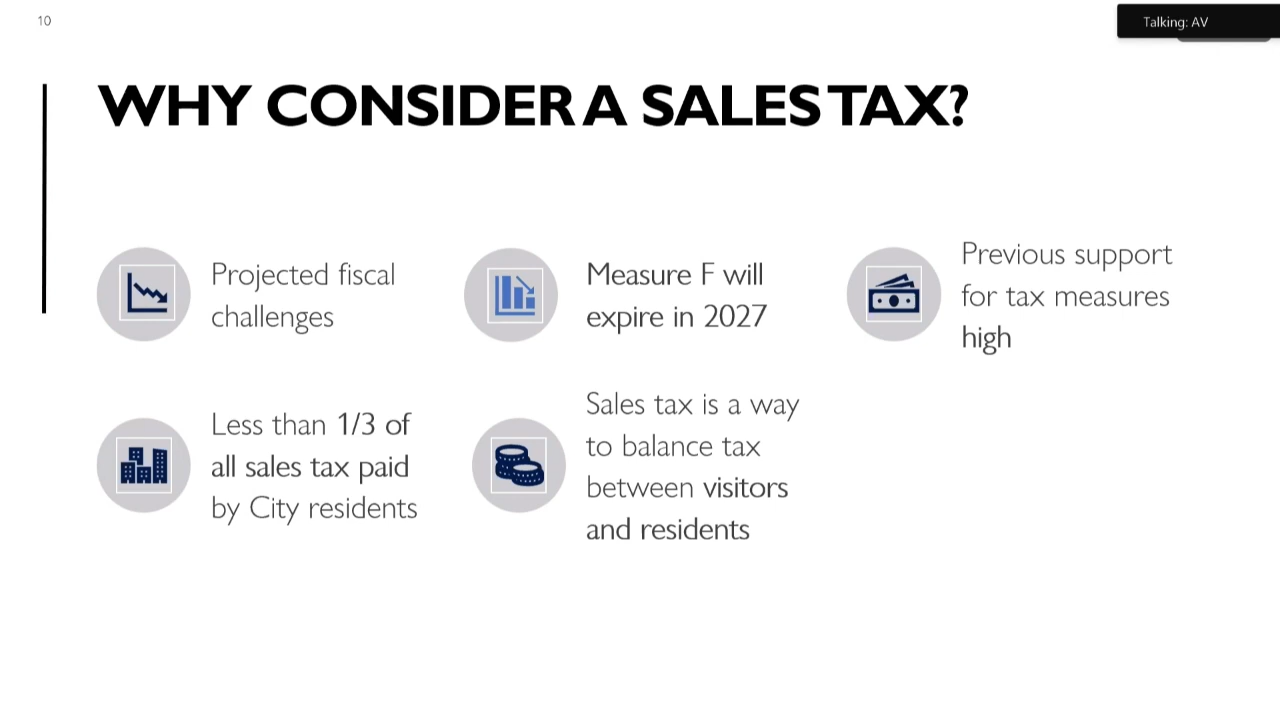 10
Talking: AV
WHY CONSIDER A SALES TAX?
Projected fiscal
challenges
Measure F will
expire in 2027
Previous support
for tax measures
high
Less than 1/3 of
all sales tax paid
by City residents
Sales tax is a way
to balance tax
between visitors
and residents